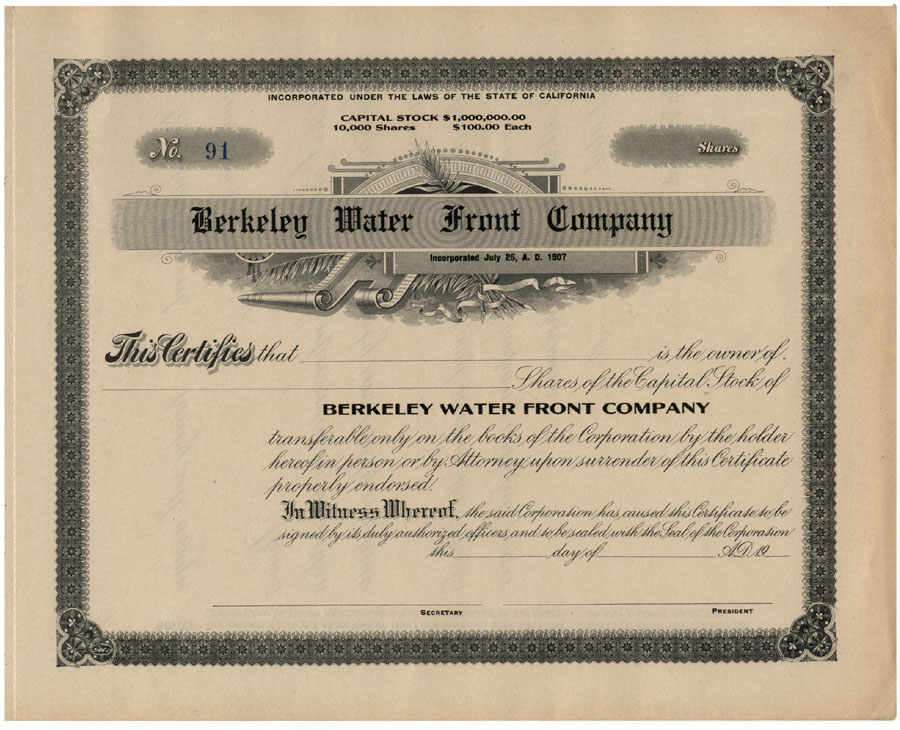 INCORPORATED UNDER THE LAWS OF THE STATE OF CALIFORNIA
CAPITAL STOCK $1,000,000.00
10,000 Shares $100.00 Each
No. 91 Shares
Berkeley Water Front Company
Incorporated July 25, A. D. 1907
This Certifies that is the owner of
Shares of the Capital Stock of
BERKELEY WATER FRONT COMPANY
transferable only on the books of the Corporation by the holder
hereof in person or by Attorney upon surrender of this Certificate
properly endorsed.
In Witness Whereof, the said Corporation has caused this Certificate to be
signed by its duly authorized officers and to be sealed with the Seal of the Corporation
this day of A.D. 19
SECRETARY PRESIDENT